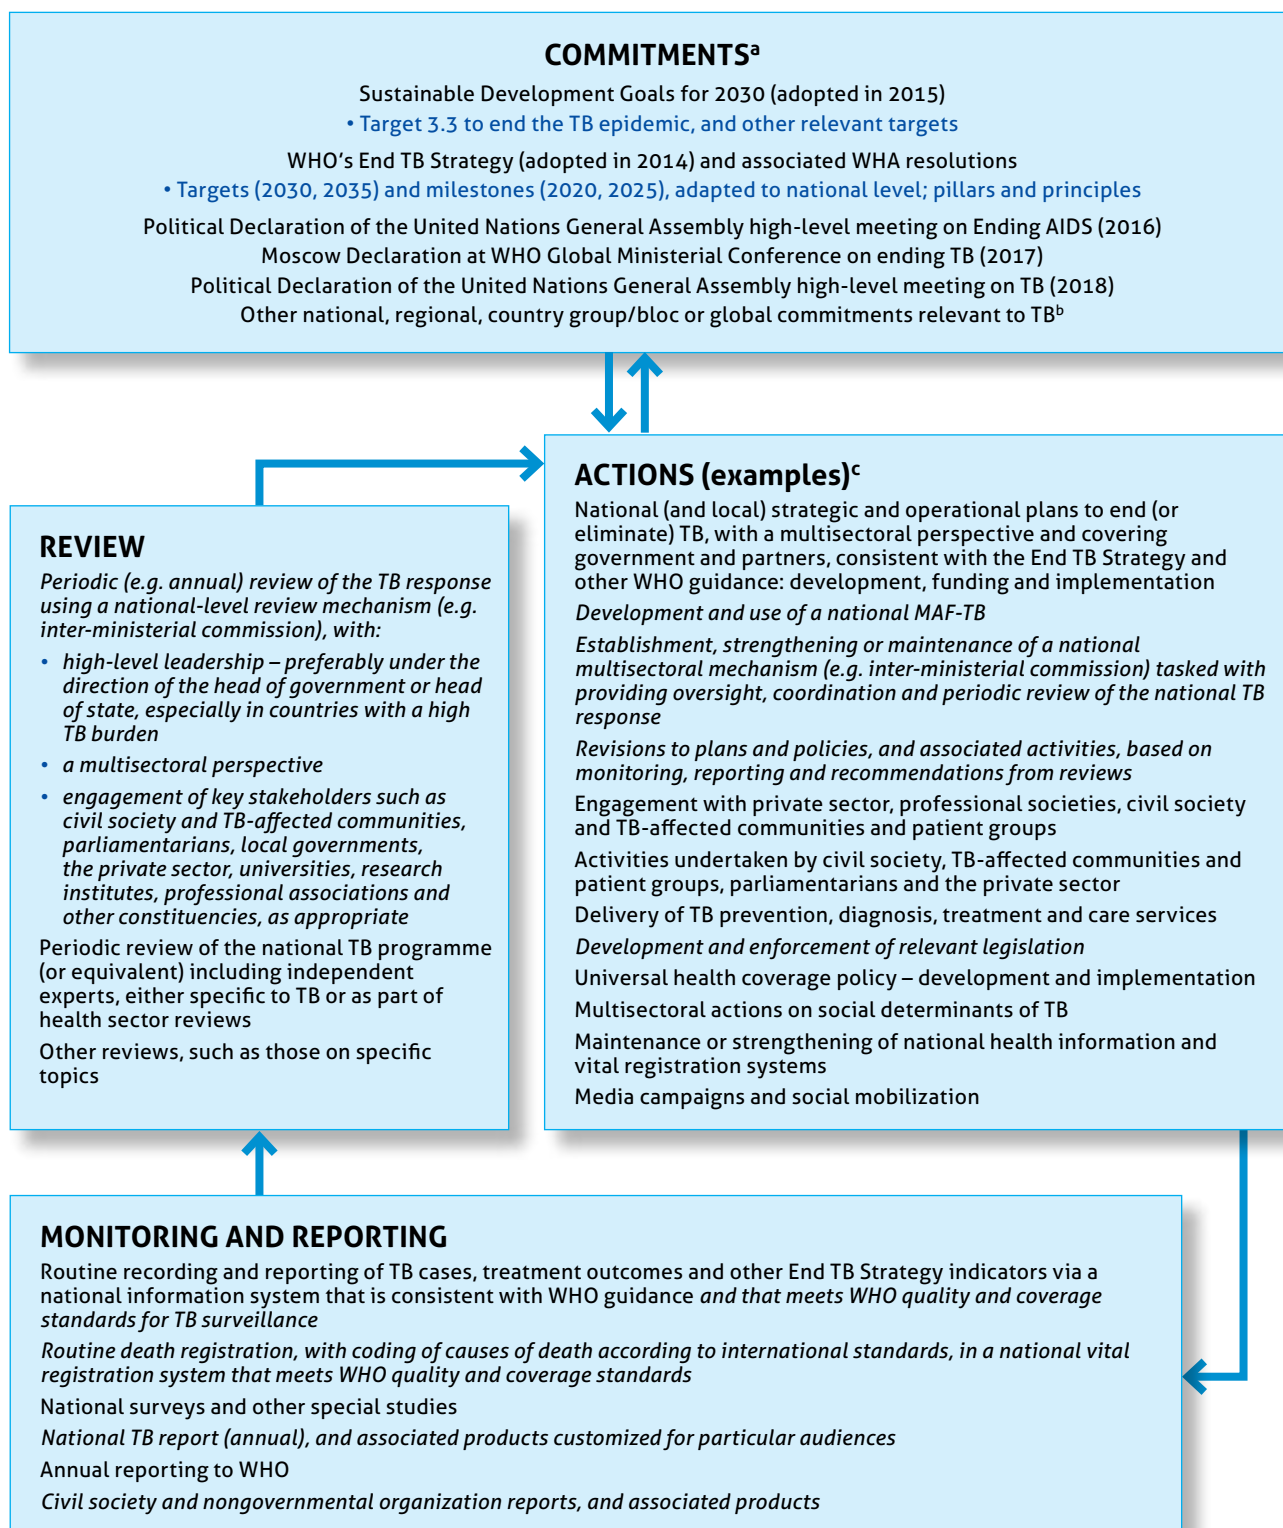 COMMITMENTSᵃ
Sustainable Development Goals for 2030 (adopted in 2015)
• Target 3.3 to end the TB epidemic, and other relevant targets
WHO’s End TB Strategy (adopted in 2014) and associated WHA resolutions
• Targets (2030, 2035) and milestones (2020, 2025), adapted to national level; pillars and principles
Political Declaration of the United Nations General Assembly high-level meeting on Ending AIDS (2016)
Moscow Declaration at WHO Global Ministerial Conference on ending TB (2017)
Political Declaration of the United Nations General Assembly high-level meeting on TB (2018)
Other national, regional, country group/bloc or global commitments relevant to TBᵇ
REVIEW
Periodic (e.g. annual) review of the TB response
using a national-level review mechanism (e.g.
inter-ministerial commission), with:
• high-level leadership – preferably under the
direction of the head of government or head
of state, especially in countries with a high
TB burden
• a multisectoral perspective
• engagement of key stakeholders such as
civil society and TB-affected communities,
parliamentarians, local governments,
the private sector, universities, research
institutes, professional associations and
other constituencies, as appropriate
Periodic review of the national TB programme
(or equivalent) including independent
experts, either specific to TB or as part of
health sector reviews
Other reviews, such as those on specific
topics
ACTIONS (examples)ᶜ
National (and local) strategic and operational plans to end (or
eliminate) TB, with a multisectoral perspective and covering
government and partners, consistent with the End TB Strategy and
other WHO guidance: development, funding and implementation
Development and use of a national MAF-TB
Establishment, strengthening or maintenance of a national
multisectoral mechanism (e.g. inter-ministerial commission) tasked with
providing oversight, coordination and periodic review of the national TB
response
Revisions to plans and policies, and associated activities, based on
monitoring, reporting and recommendations from reviews
Engagement with private sector, professional societies, civil society
and TB-affected communities and patient groups
Activities undertaken by civil society, TB-affected communities and
patient groups, parliamentarians and the private sector
Delivery of TB prevention, diagnosis, treatment and care services
Development and enforcement of relevant legislation
Universal health coverage policy – development and implementation
Multisectoral actions on social determinants of TB
Maintenance or strengthening of national health information and
vital registration systems
Media campaigns and social mobilization
MONITORING AND REPORTING
Routine recording and reporting of TB cases, treatment outcomes and other End TB Strategy indicators via a
national information system that is consistent with WHO guidance and that meets WHO quality and coverage
standards for TB surveillance
Routine death registration, with coding of causes of death according to international standards, in a national vital
registration system that meets WHO quality and coverage standards
National surveys and other special studies
National TB report (annual), and associated products customized for particular audiences
Annual reporting to WHO
Civil society and nongovernmental organization reports, and associated products